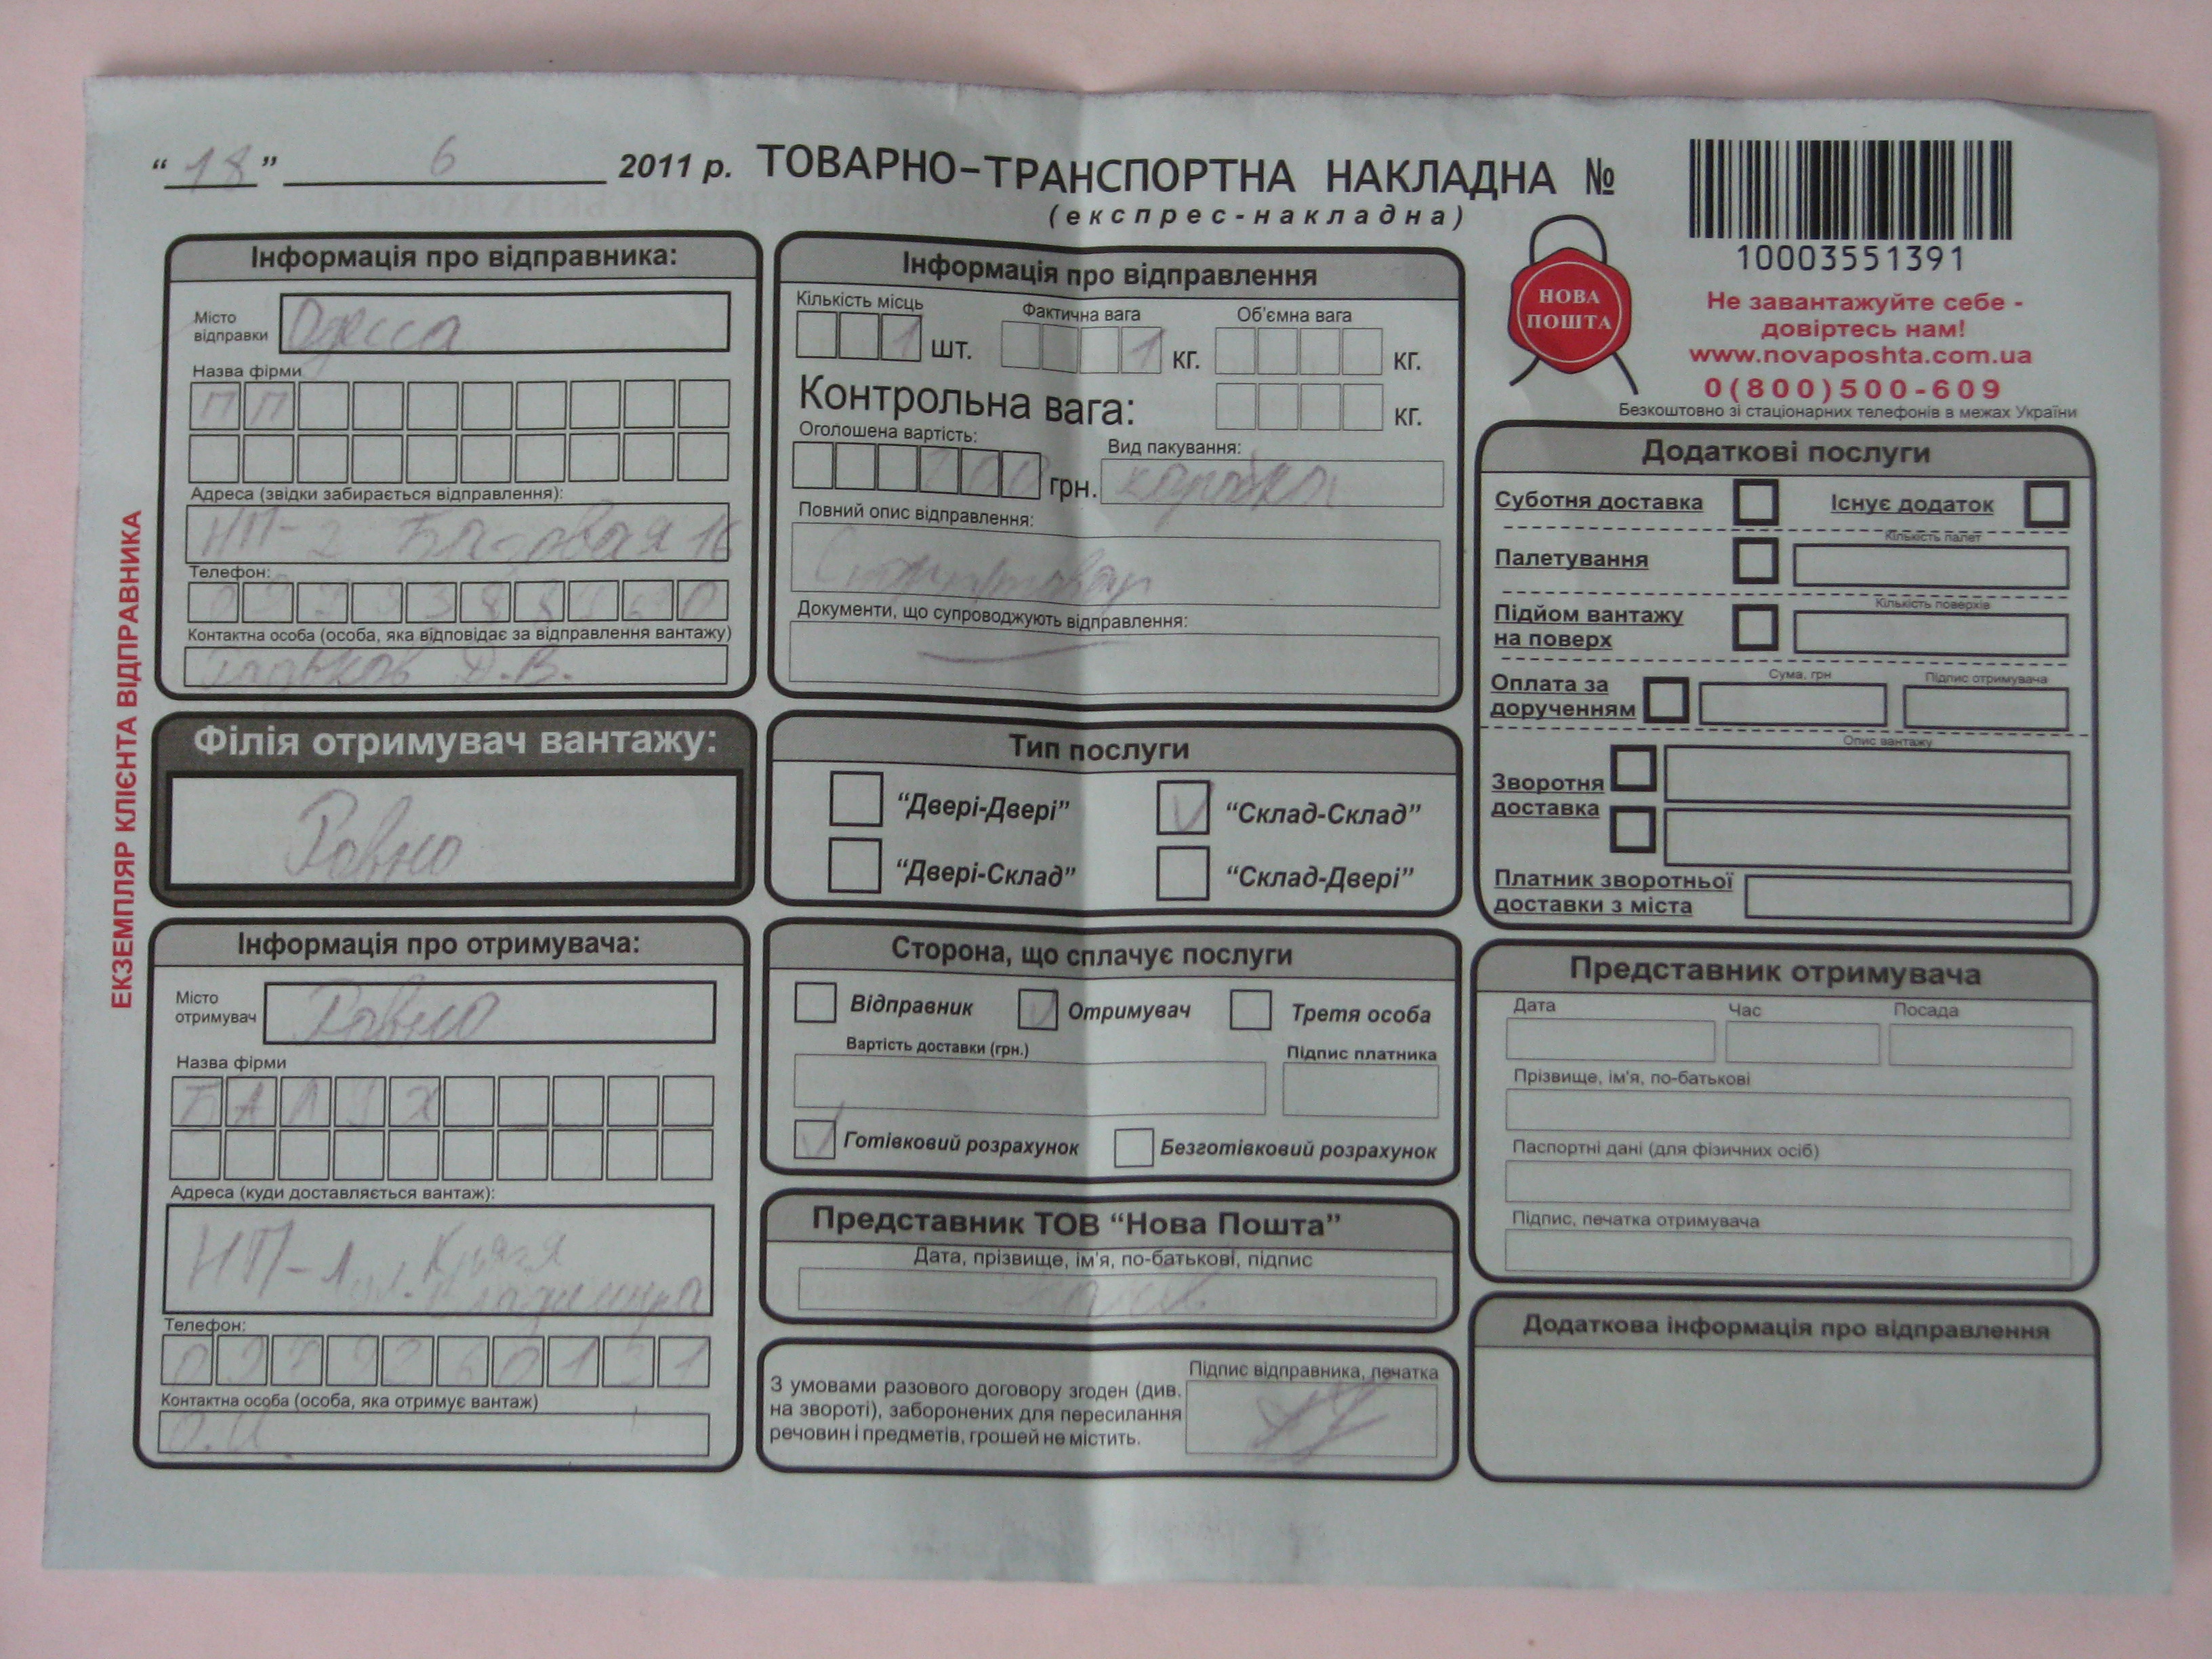 “18” 6 2011 р. ТОВАРНО-ТРАНСПОРТНА НАКЛАДНА №
(експрес-накладна)
10003551391
НОВА
ПОШТА
Не завантажуйте себе -
довіртесь нам!
www.novaposhta.com.ua
0(800)500-609
Безкоштовно зі стаціонарних телефонів в межах України
ЕКЗЕМПЛЯР КЛІЄНТА ВІДПРАВНИКА
Інформація про відправника:
Місто
відправки
Одесса
Назва фірми
ПП
Адреса (звідки забирається відправлення):
НП-2 16
Телефон:
Контактна особа (особа, яка відповідає за відправлення вантажу)
Д.В.
Філія отримувач вантажу:
Ровно
Інформація про отримувача:
Місто
отримувач
Ровно
Назва фірми
Адреса (куди доставляється вантаж):
НП-1 ул. Князя
Владимира
Телефон:
Контактна особа (особа, яка отримує вантаж)
Інформація про відправлення
Кількість місць
1 шт.
Фактична вага
1 кг.
Об'ємна вага
кг.
Контрольна вага:
кг.
Оголошена вартість:
200 грн.
Вид пакування:
коробка
Повний опис відправлення:
Документи, що супроводжують відправлення:
Тип послуги
“Двері-Двері”
“Склад-Склад”
“Двері-Склад”
“Склад-Двері”
Сторона, що сплачує послуги
Відправник
Отримувач
Третя особа
Вартість доставки (грн.)
Підпис платника
Готівковий розрахунок
Безготівковий розрахунок
Представник ТОВ “Нова Пошта”
Дата, прізвище, ім'я, по-батькові, підпис
З умовами разового договору згоден (див.
на звороті), заборонених для пересилання
речовин і предметів, грошей не містить.
Підпис відправника, печатка
Додаткові послуги
Суботня доставка
Існує додаток
Палетування
Кількість палет
Підйом вантажу
на поверх
Кількість поверхів
Оплата за
дорученням
Сума, грн
Підпис отримувача
Зворотня
доставка
Опис вантажу
Платник зворотньої
доставки з міста
Представник отримувача
Дата
Час
Посада
Прізвище, ім'я, по-батькові
Паспортні дані (для фізичних осіб)
Підпис, печатка отримувача
Додаткова інформація про відправлення